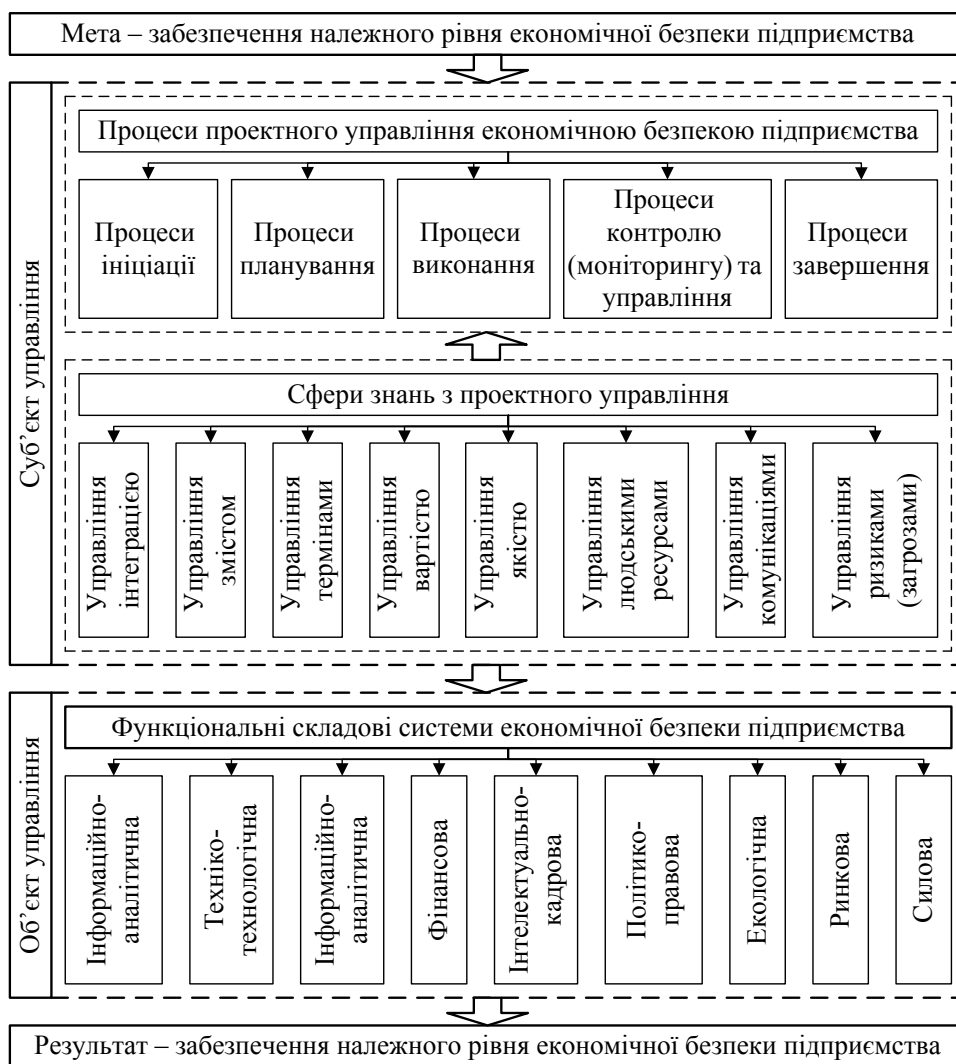 Мета – забезпечення належного рівня економічної безпеки підприємства
Суб’єкт управління
Процеси проектного управління економічною безпекою підприємства
Процеси
ініціації
Процеси
планування
Процеси
виконання
Процеси
контролю
(моніторингу) та
управління
Процеси
завершення
Сфери знань з проектного управління
Управління
інтеграцією
Управління
змістом
Управління
термінами
Управління
вартістю
Управління
якістю
Управління
людськими
ресурсами
Управління
комунікаціями
Управління
ризиками
(загрозами)
Об’єкт управління
Функціональні складові системи економічної безпеки підприємства
Інформаційно-
аналітична
Техніко-
технологічна
Інформаційно-
аналітична
Фінансова
Інтелектуально-
кадрова
Політико-
правова
Екологічна
Ринкова
Силова
Результат – забезпечення належного рівня економічної безпеки підприємства